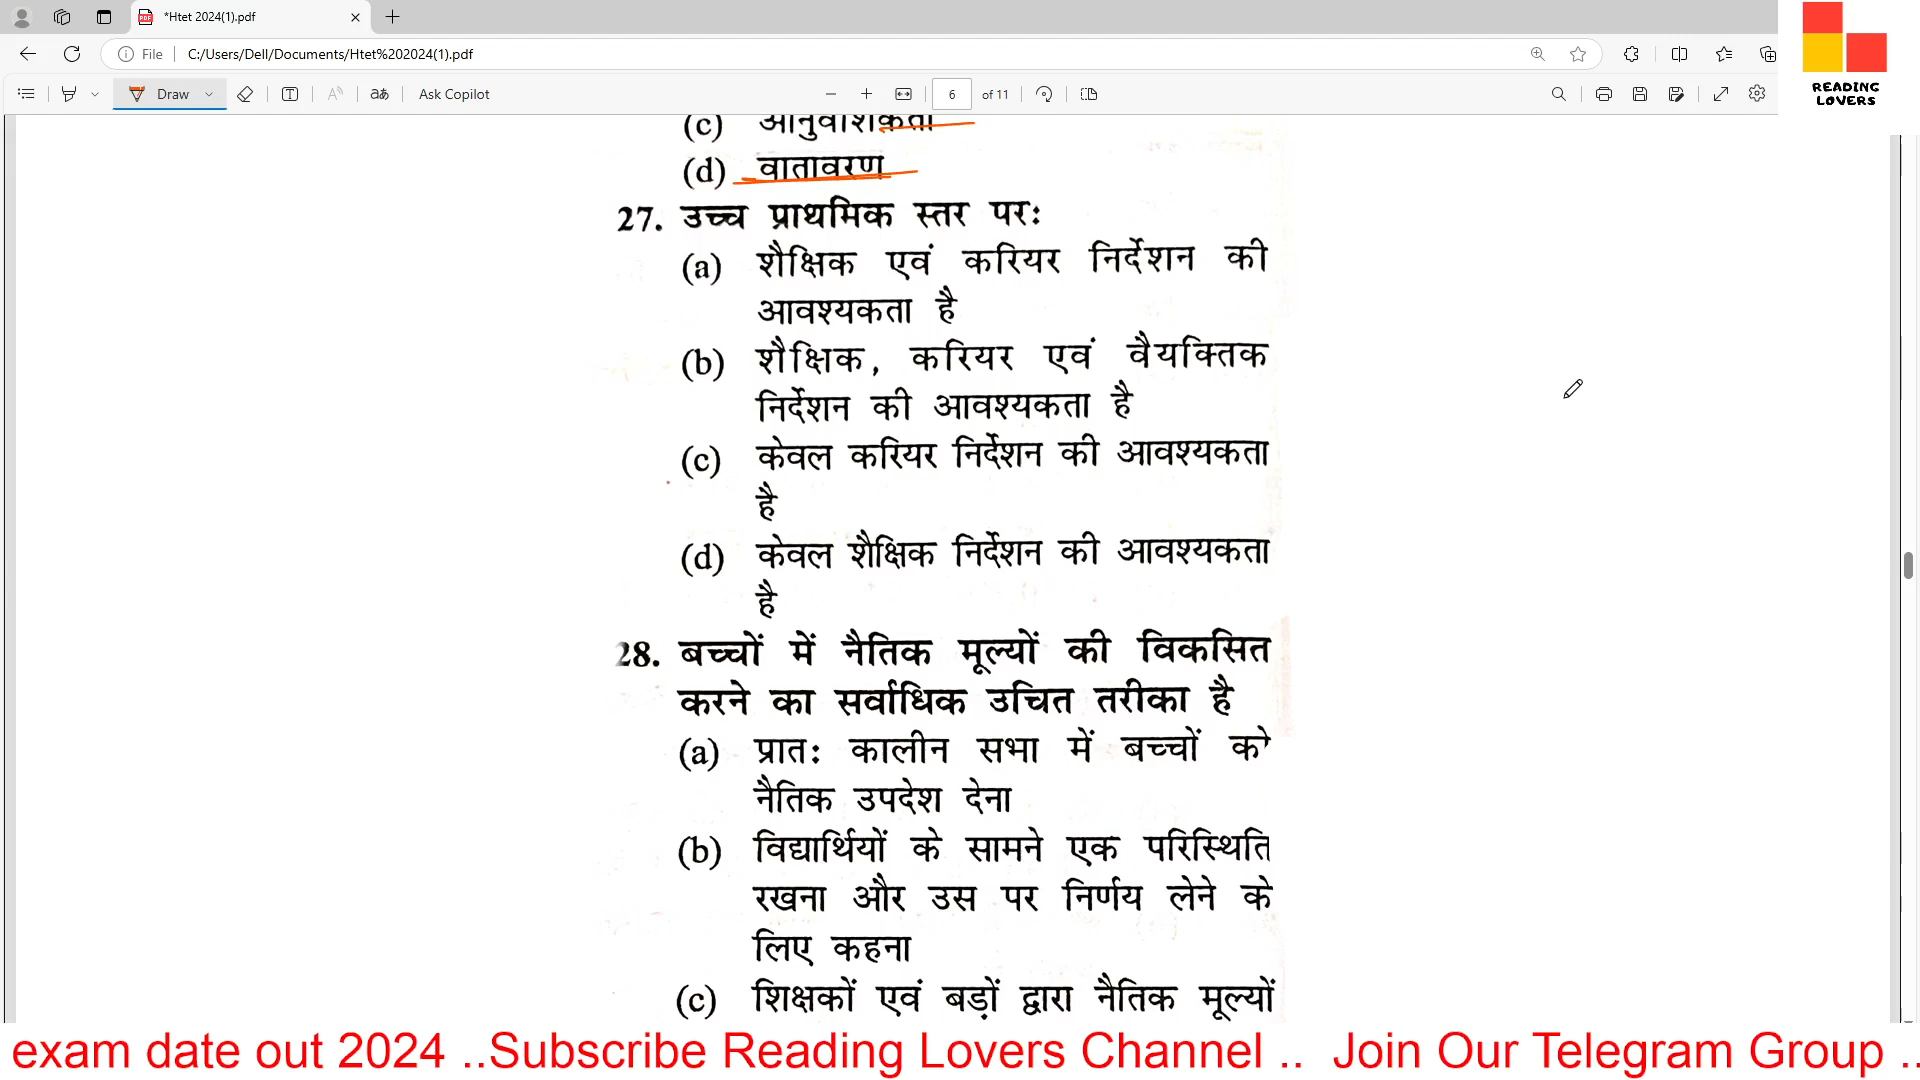 *Htet 2024(1).pdf
File C:/Users/Dell/Documents/Htet%202024(1).pdf
Draw Ask Copilot 6 of 11
READING
LOVERS
(c) आनुवांशिकता
(d) वातावरण
27. उच्च प्राथमिक स्तर पर:
(a) शैक्षिक एवं करियर निर्देशन की
आवश्यकता है
(b) शैक्षिक, करियर एवं वैयक्तिक
निर्देशन की आवश्यकता है
(c) केवल करियर निर्देशन की आवश्यकता
है
(d) केवल शैक्षिक निर्देशन की आवश्यकता
है
28. बच्चों में नैतिक मूल्यों की विकसित
करने का सर्वाधिक उचित तरीका है
(a) प्रात: कालीन सभा में बच्चों को
नैतिक उपदेश देना
(b) विद्यार्थियों के सामने एक परिस्थिति
रखना और उस पर निर्णय लेने के
लिए कहना
(c) शिक्षकों एवं बड़ों द्वारा नैतिक मूल्यों
exam date out 2024 ..Subscribe Reading Lovers Channel .. Join Our Telegram Group ..